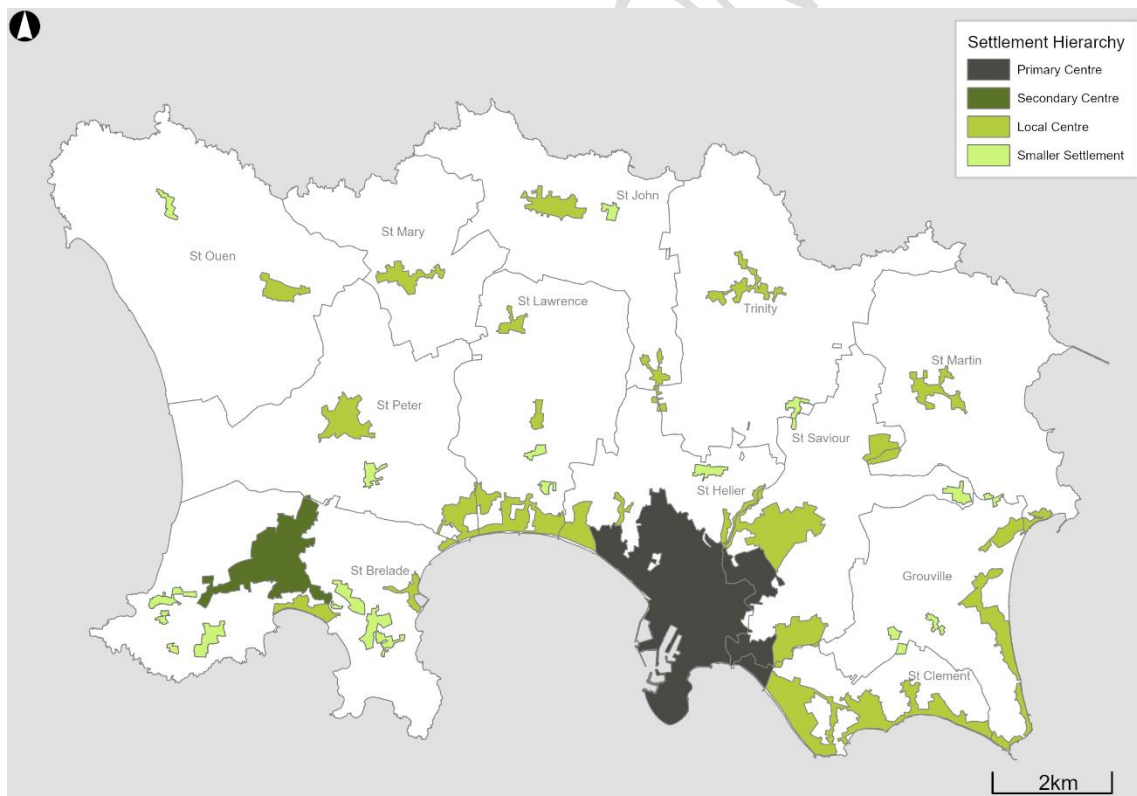 Settlement Hierarchy
Primary Centre
Secondary Centre
Local Centre
Smaller Settlement
St John
St Mary
St Ouen
St Lawrence
Trinity
St Martin
St Peter
St Saviour
St Helier
St Brelade
Grouville
St Clement
2km